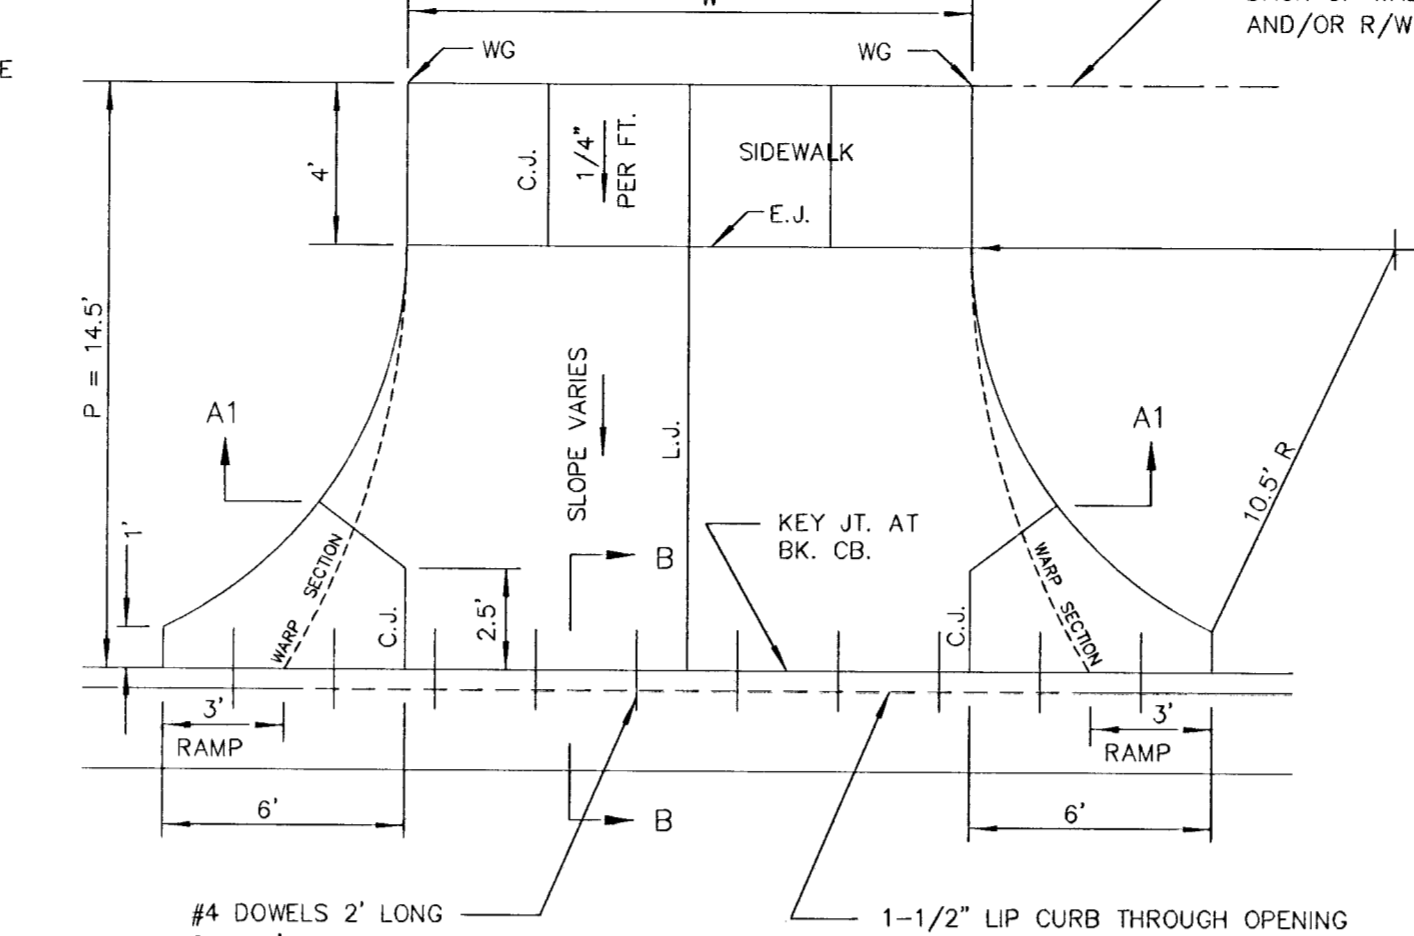 W
AND/OR R/W
E
WG
WG
4'
C.J.
1/4"
PER FT.
SIDEWALK
E.J.
P = 14.5'
A1
SLOPE VARIES
L.J.
A1
10.5' R
1'
KEY JT. AT
BK. CB.
B
WARP SECTION
C.J.
2.5'
C.J.
WARP SECTION
3'
RAMP
3'
RAMP
6'
B
6'
#4 DOWELS 2' LONG
1-1/2" LIP CURB THROUGH OPENING